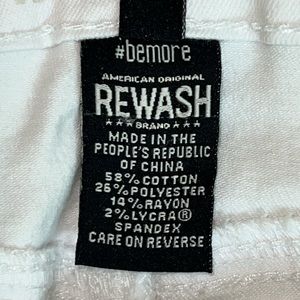 #bemore
AMERICAN ORIGINAL
REWASH
★★★BRAND★★★
MADE IN THE
PEOPLE'S REPUBLIC
OF CHINA
58%COTTON
26%POLYESTER
14%RAYON
2%LYCRA®
SPANDEX
CARE ON REVERSE